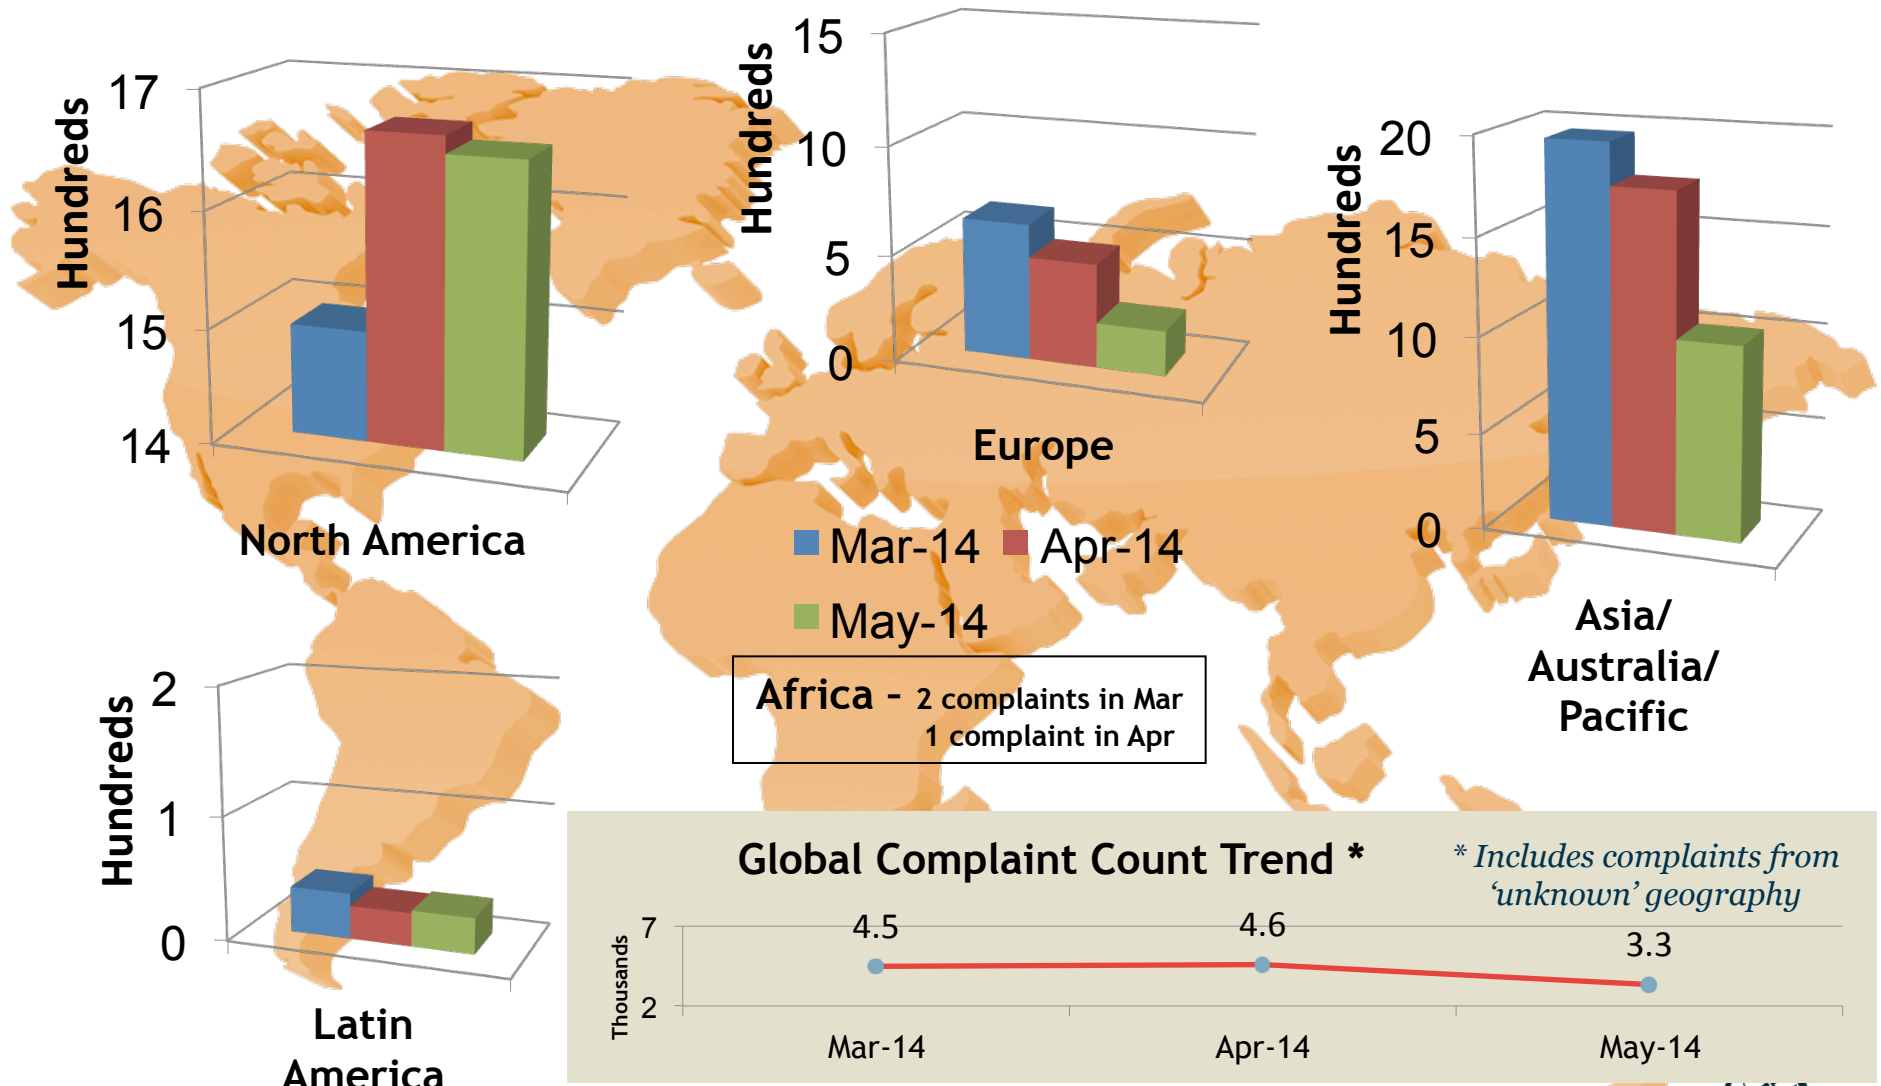 Hundreds
17
16
15
14
North America
Hundreds
15
10
5
0
Europe
Hundreds
20
15
10
5
0
Asia/
Australia/
Pacific
Mar-14 Apr-14
May-14
Africa – 2 complaints in Mar
1 complaint in Apr
Hundreds
2
1
0
Latin
America
Global Complaint Count Trend *
* Includes complaints from
‘unknown’ geography
Thousands
7
2
4.5
4.6
3.3
Mar-14
Apr-14
May-14